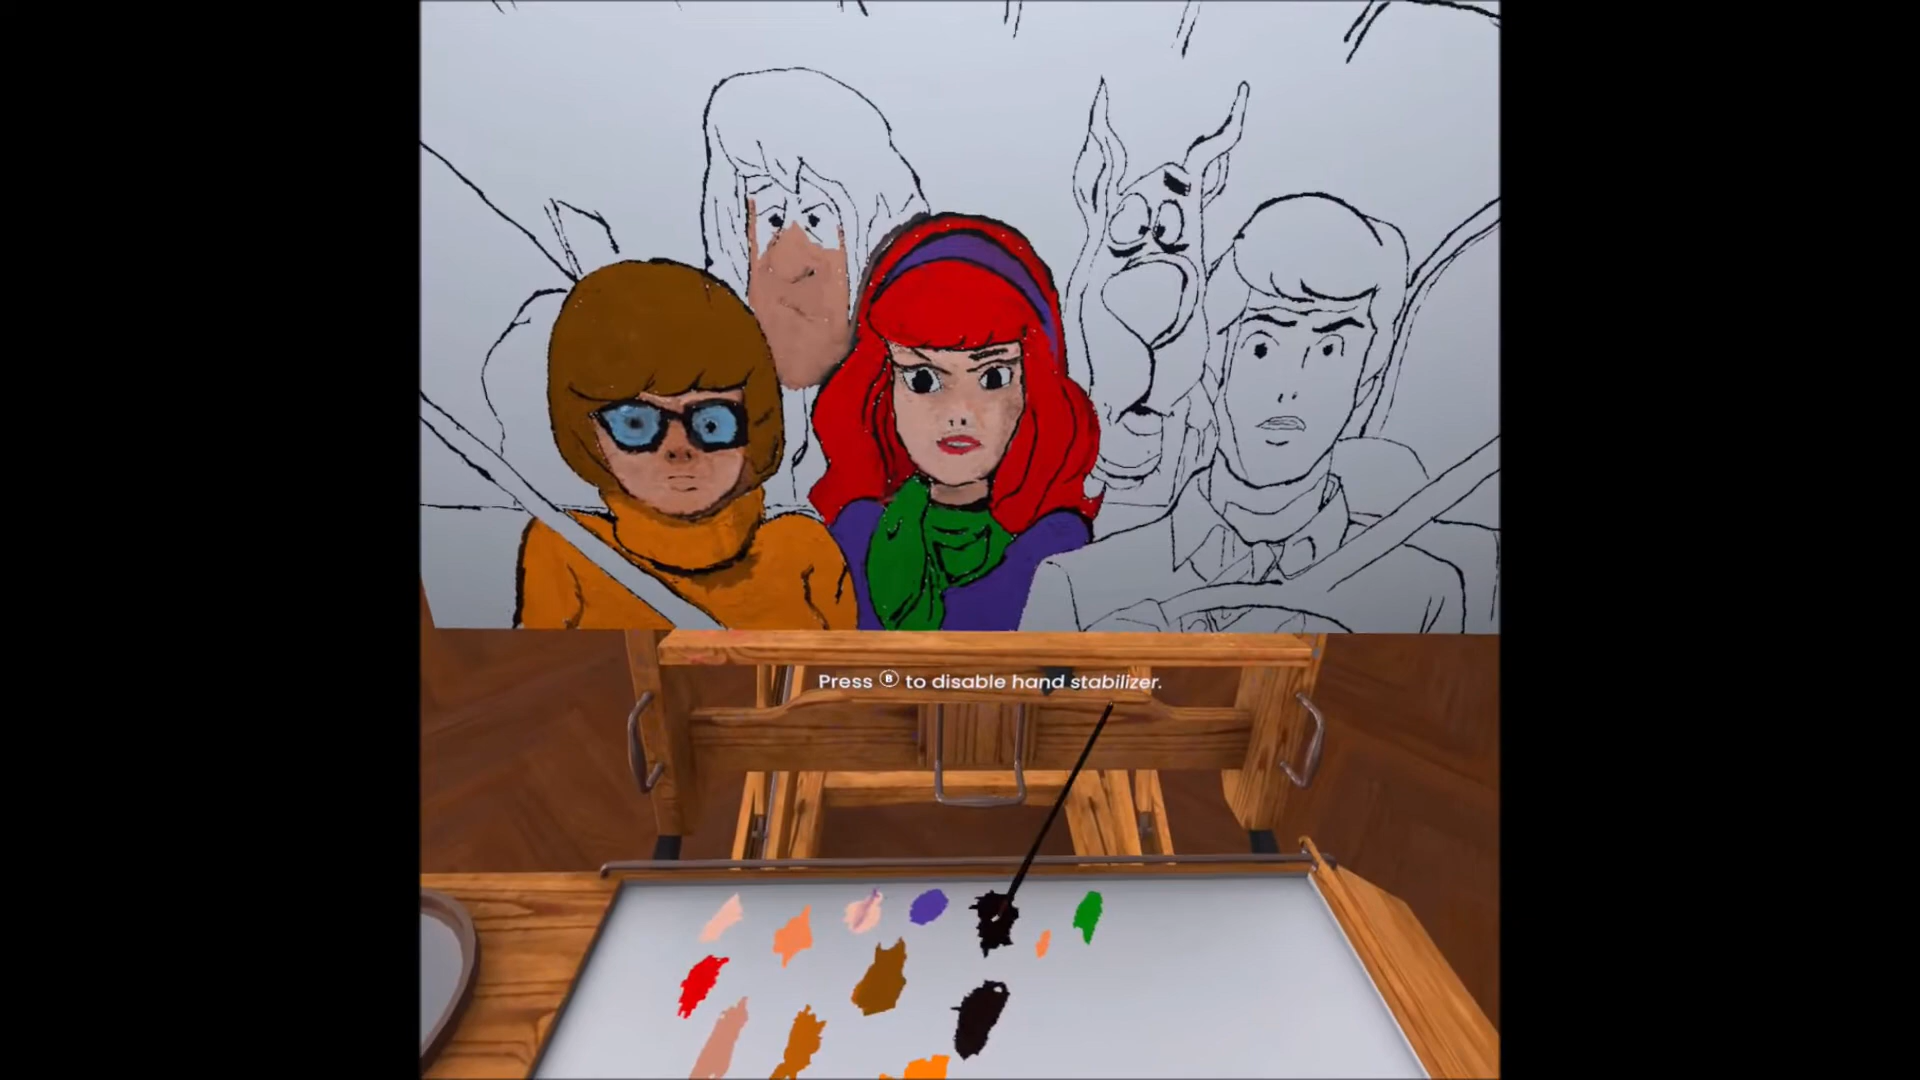 Press Ⓑ to disable hand stabilizer.